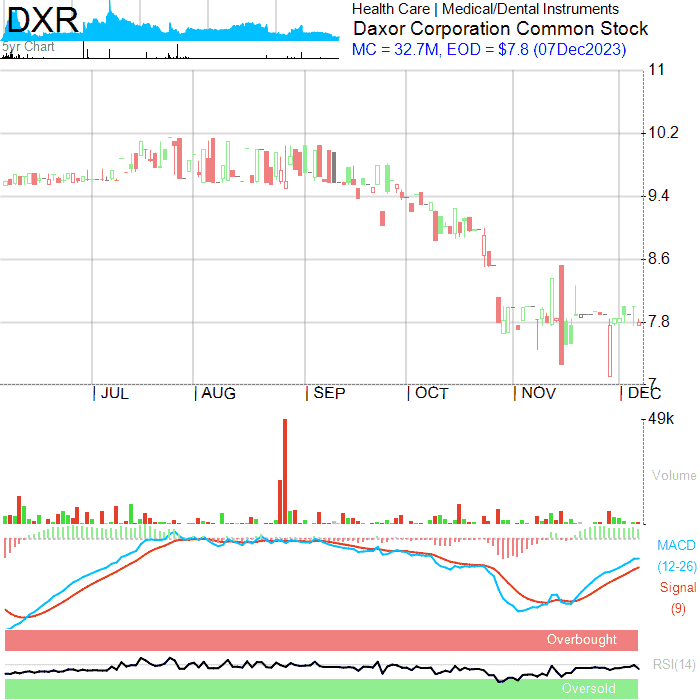 DXR
5yr Chart
Health Care | Medical/Dental Instruments
Daxor Corporation Common Stock
MC = 32.7M, EOD = $7.8 (07Dec2023)
11
10.2
9.4
8.6
7.8
7
JUL AUG SEP OCT NOV DEC
49k
Volume
MACD
(12-26)
Signal
(9)
Overbought
RSI(14)
Oversold